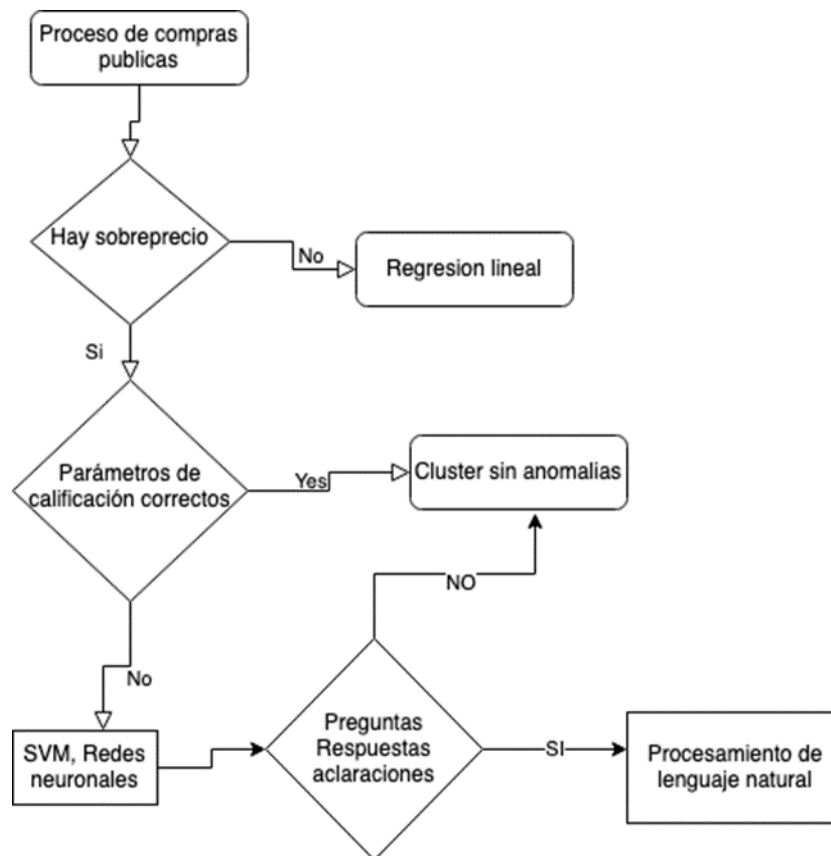 Proceso de compras
publicas
Hay sobreprecio
No
Regresion lineal
Si
Parámetros de
calificación correctos
Yes
Cluster sin anomalias
NO
No
SVM, Redes
neuronales
Preguntas
Respuestas
aclaraciones
SI
Procesamiento de
lenguaje natural